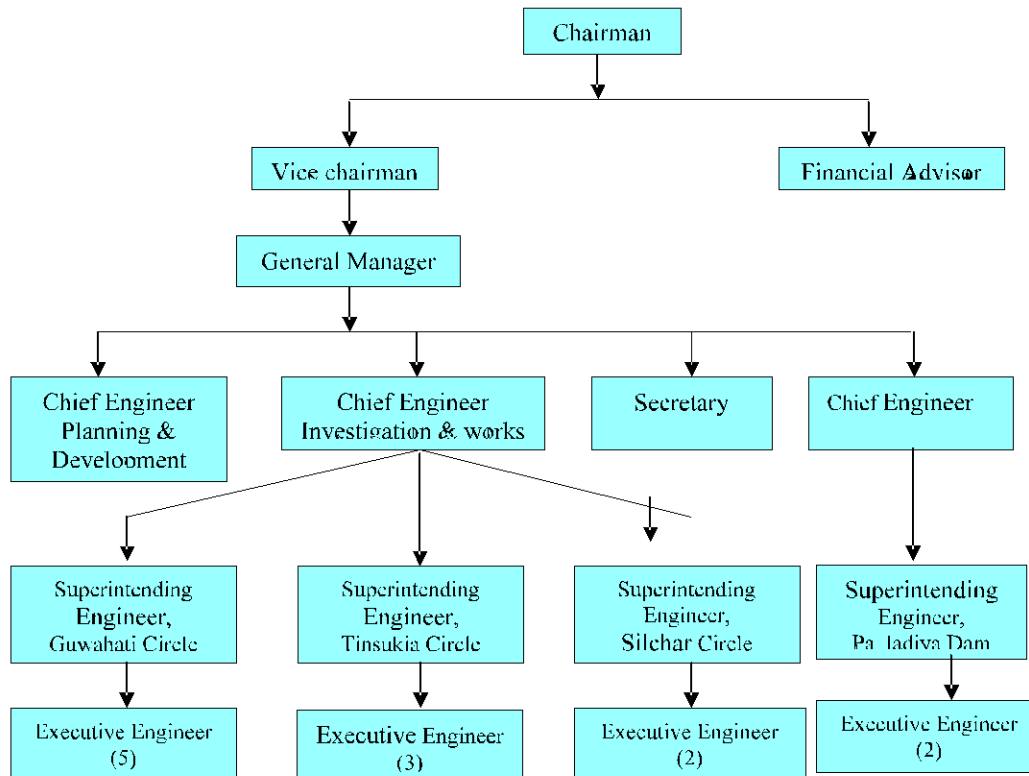 Chairman
Vice chairman
Financial Advisor
General Manager
Chief Engineer
Planning &
Development
Chief Engineer
Investigation & works
Secretary
Chief Engineer
Superintending
Engineer,
Guwahati Circle
Superintending
Engineer,
Tinsukia Circle
Superintending
Engineer,
Silchar Circle
Superintending
Engineer,
Dam
Executive Engineer
(5)
Executive Engineer
(3)
Executive Engineer
(2)
Executive Engineer
(2)